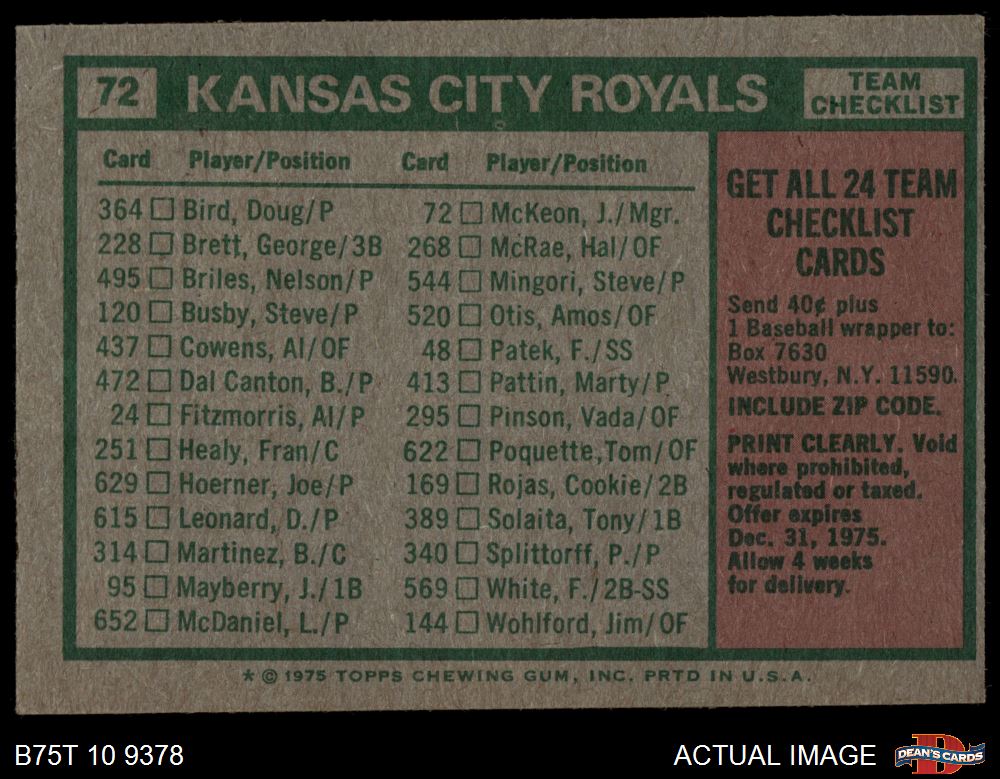 72 KANSAS CITY ROYALS TEAM CHECKLIST
Card Player/Position
364 Bird, Doug/P
228 Brett, George/3B
495 Briles, Nelson/P
120 Busby, Steve/P
437 Cowens, Al/OF
472 Dal Canton, B./P
24 Fitzmorris, Al/P
251 Healy, Fran/C
629 Hoerner, Joe/P
615 Leonard, D./P
314 Martinez, B./C
95 Mayberry, J./1B
652 McDaniel, L./P
Card Player/Position
72 McKeon, J./Mgr.
268 McRae, Hal/OF
544 Mingori, Steve/P
520 Otis, Amos/OF
48 Patek, F./SS
413 Pattin, Marty/P
295 Pinson, Vada/OF
622 Poquette,Tom/OF
169 Rojas, Cookie/2B
389 Solaita, Tony/1B
340 Splittorff, P./P
569 White, F./2B-SS
144 Wohlford, Jim/OF
GET ALL 24 TEAM
CHECKLIST
CARDS
Send 40¢ plus
1 Baseball wrapper to:
Box 7630
Westbury, N.Y. 11590.
INCLUDE ZIP CODE.
PRINT CLEARLY. Void
where prohibited,
regulated or taxed.
Offer expires
Dec. 31, 1975.
Allow 4 weeks
for delivery.
* © 1975 TOPPS CHEWING GUM, INC. PRTD IN U.S.A.
B75T 10 9378
ACTUAL IMAGE
DEAN'S CARDS